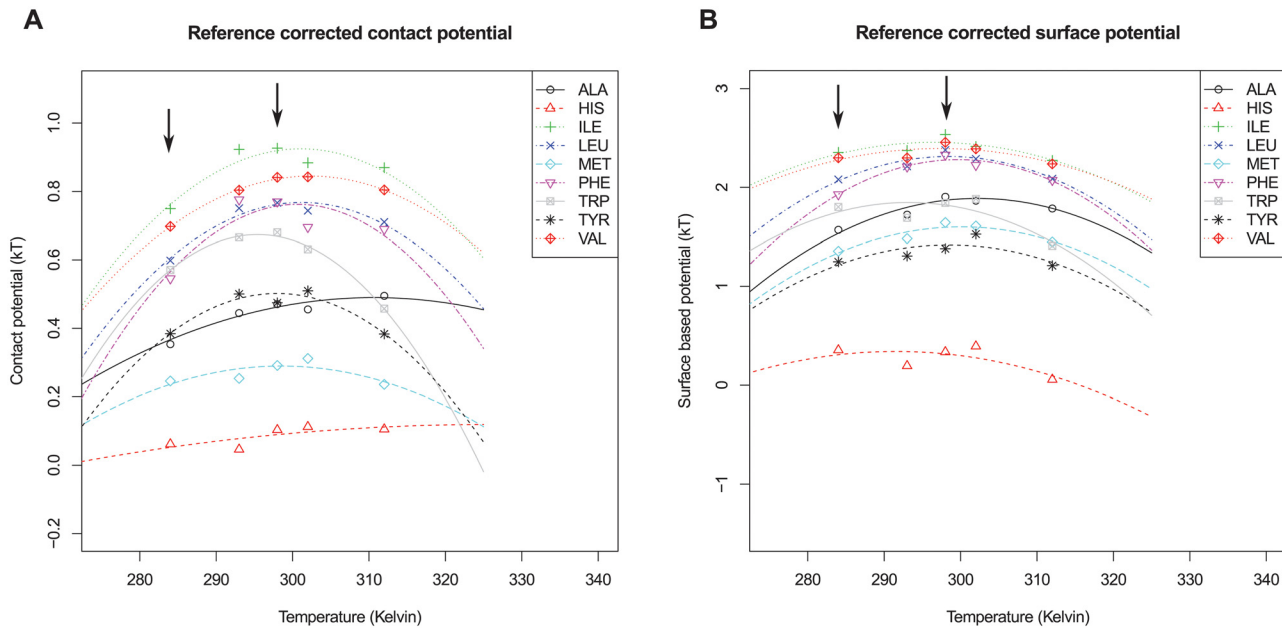 A
Reference corrected contact potential
Contact potential (kT)
1.0
0.8
0.6
0.4
0.2
0.0
−0.2
280 290 300 310 320 330 340
Temperature (Kelvin)
ALA
HIS
ILE
LEU
MET
PHE
TRP
TYR
VAL
B
Reference corrected surface potential
Surface based potential (kT)
3
2
1
0
−1
280 290 300 310 320 330 340
Temperature (Kelvin)
ALA
HIS
ILE
LEU
MET
PHE
TRP
TYR
VAL